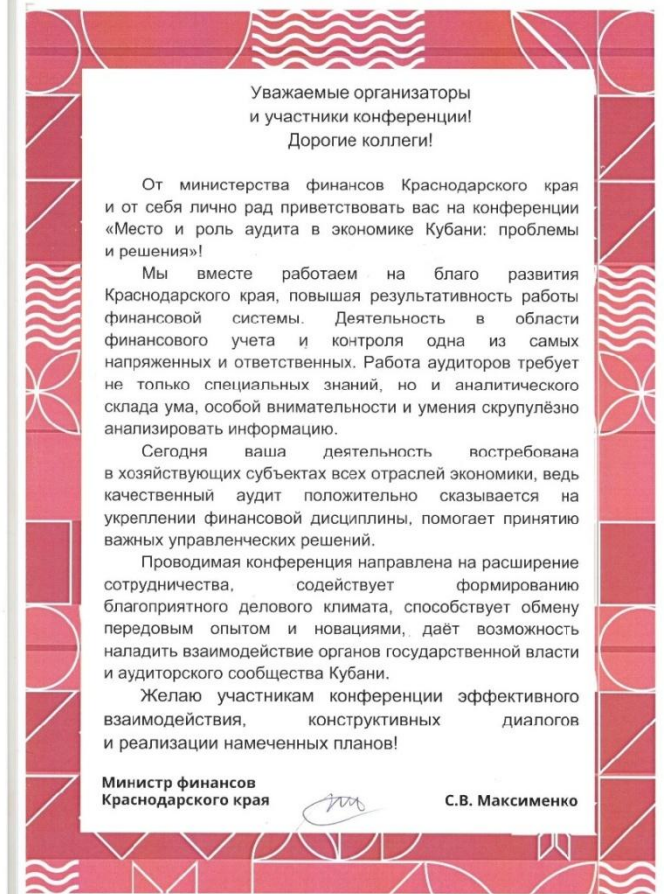 Уважаемые организаторы
и участники конференции!
Дорогие коллеги!
От министерства финансов Краснодарского края
и от себя лично рад приветствовать вас на конференции
«Место и роль аудита в экономике Кубани: проблемы
и решения»!
Мы вместе работаем на благо развития
Краснодарского края, повышая результативность работы
финансовой системы. Деятельность в области
финансового учета и контроля одна из самых
напряженных и ответственных. Работа аудиторов требует
не только специальных знаний, но и аналитического
склада ума, особой внимательности и умения скрупулёзно
анализировать информацию.
Сегодня ваша деятельность востребована
в хозяйствующих субъектах всех отраслей экономики, ведь
качественный аудит положительно сказывается на
укреплении финансовой дисциплины, помогает принятию
важных управленческих решений.
Проводимая конференция направлена на расширение
сотрудничества, содействует формированию
благоприятного делового климата, способствует обмену
передовым опытом и новациями, даёт возможность
наладить взаимодействие органов государственной власти
и аудиторского сообщества Кубани.
Желаю участникам конференции эффективного
взаимодействия, конструктивных диалогов
и реализации намеченных планов!
Министр финансов
Краснодарского края С.В. Максименко